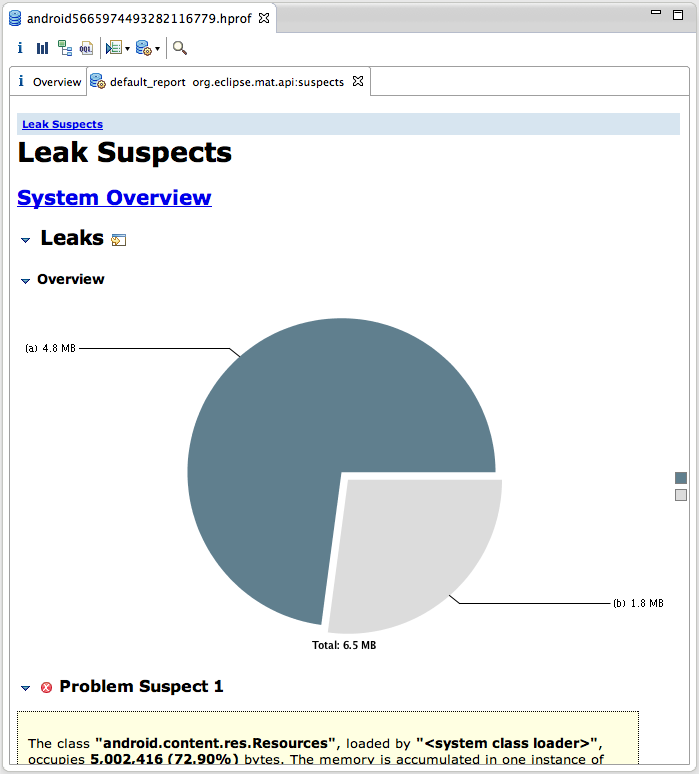 android5665974493282116779.hprof
i OQL
i Overview default_report org.eclipse.mat.api:suspects
Leak Suspects
Leak Suspects
System Overview
Leaks
Overview
(a) 4.8 MB
(b) 1.8 MB
Total: 6.5 MB
Problem Suspect 1
The class "android.content.res.Resources", loaded by "<system class loader>",
occupies 5,002,416 (72.90%) bytes. The memory is accumulated in one instance of